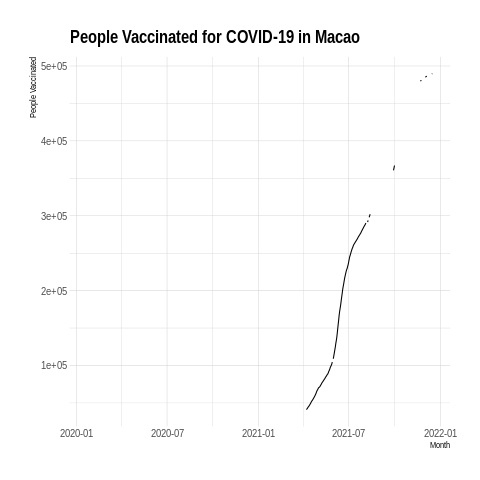 People Vaccinated for COVID-19 in Macao
People Vaccinated
5e+05
4e+05
3e+05
2e+05
1e+05
2020-01
2020-07
2021-01
2021-07
2022-01
Month